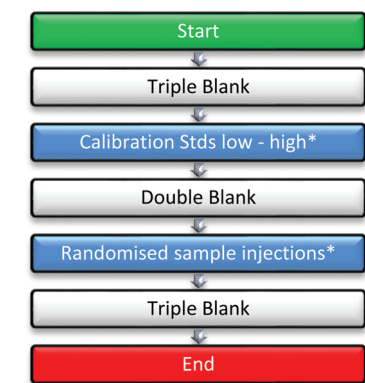 Start
Triple Blank
Calibration Stds low - high*
Double Blank
Randomised sample injections*
Triple Blank
End